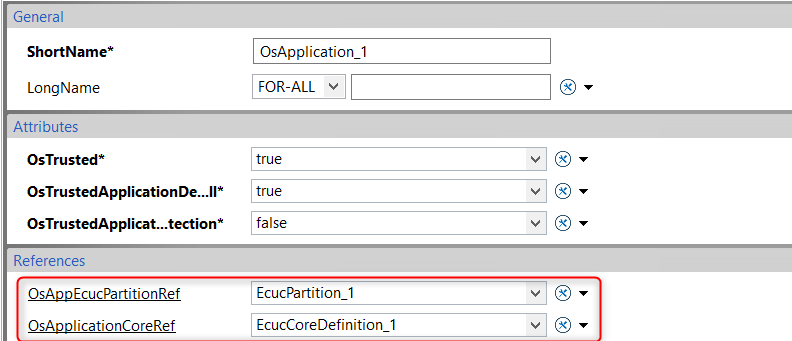 General
ShortName* OsApplication_1
LongName FOR-ALL
Attributes
OsTrusted* true
OsTrustedApplicationDe...ll* true
OsTrustedApplicat...tection* false
References
OsAppEcucPartitionRef EcucPartition_1
OsApplicationCoreRef EcucCoreDefinition_1